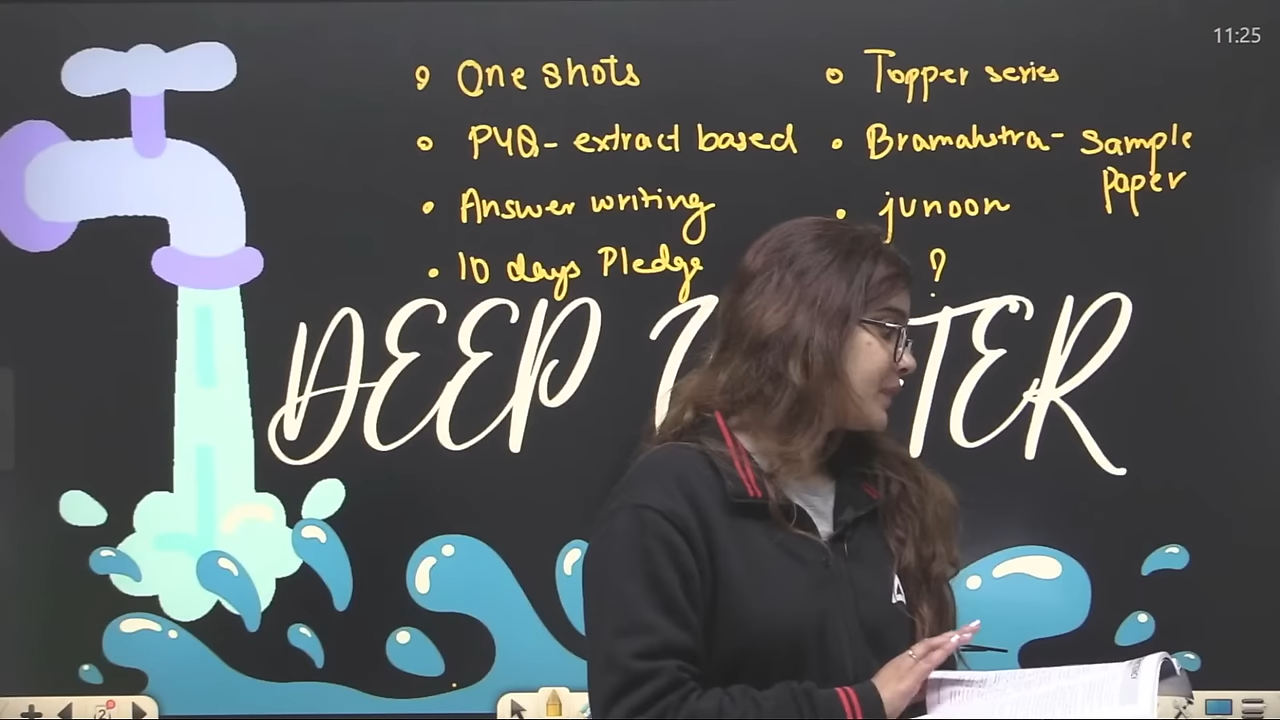 11:25
One shots
PYQ - extract based
Answer writing
10 days Pledge
Topper series
Bramahstra - Sample
paper
junoon
?
DEEP TER